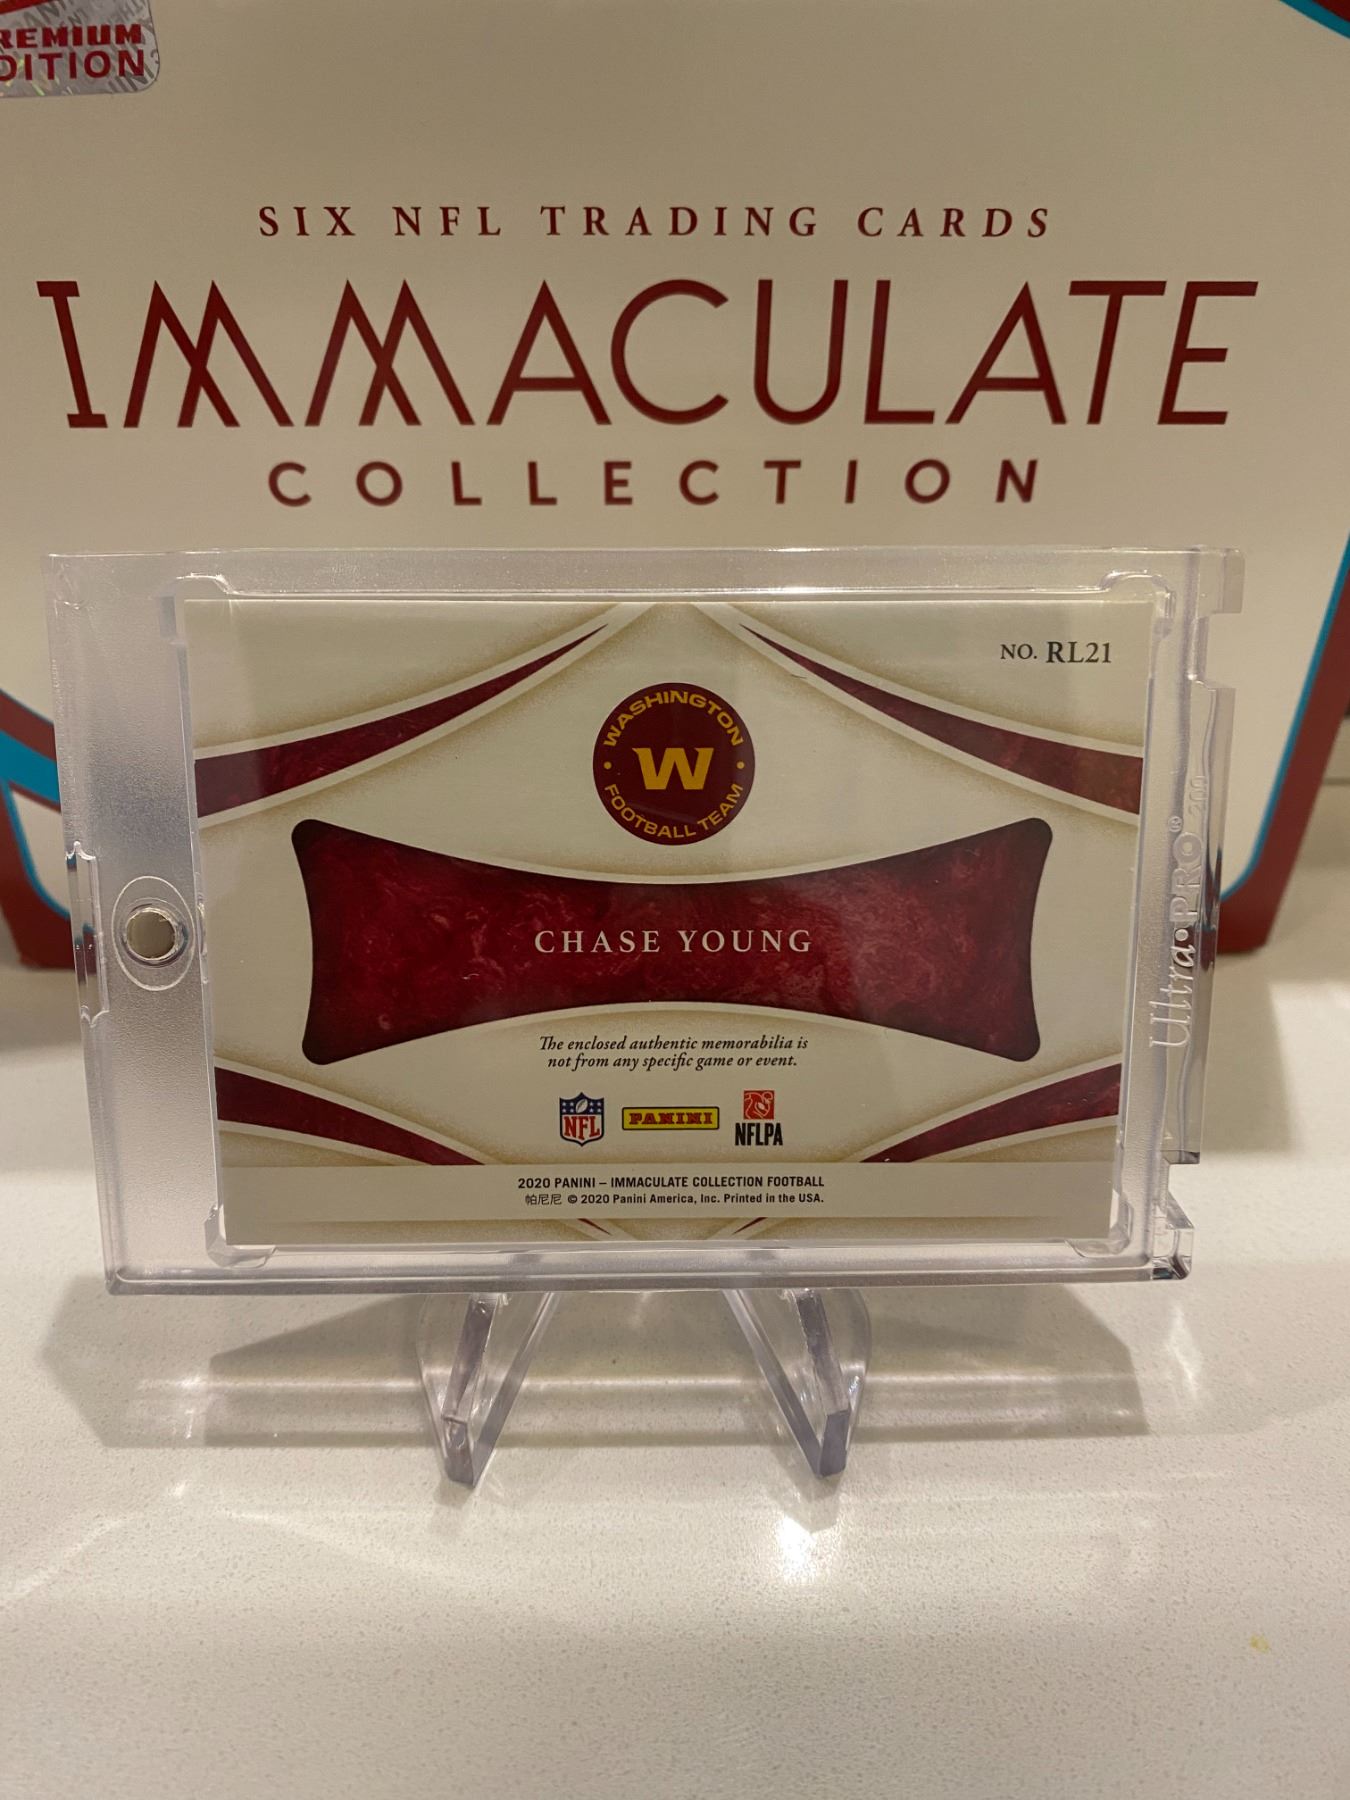 PREMIUM
EDITION
SIX NFL TRADING CARDS
IMMACULATE
COLLECTION
NO. RL21
WASHINGTON
W
FOOTBALL TEAM
CHASE YOUNG
The enclosed authentic memorabilia is
not from any specific game or event.
NFL
PANINI
NFLPA
2020 PANINI – IMMACULATE COLLECTION FOOTBALL
帕尼尼 © 2020 Panini America, Inc. Printed in the USA.
Ultra•PRO®